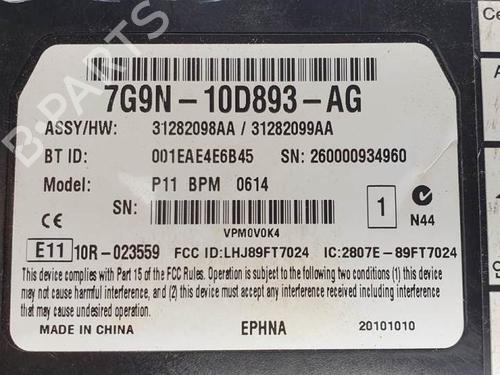 7G9N-10D893-AG
ASSY/HW: 31282098AA / 31282099AA
BT ID: 001EAE4E6B45 SN: 260000934960
Model: P11 BPM 0614
SN:
VPM0V0K4
1
N44
CE
E11 10R-023559 FCC ID:LHJ89FT7024 IC:2807E-89FT7024
This device complies with Part 15 of the FCC Rules. Operation is subject to the following two conditions (1) this device
may not cause harmful interference, and (2) this device must accept any interference received including interference
that may cause undesired operation.
MADE IN CHINA EPHNA 20101010
B-PARTS
Ce